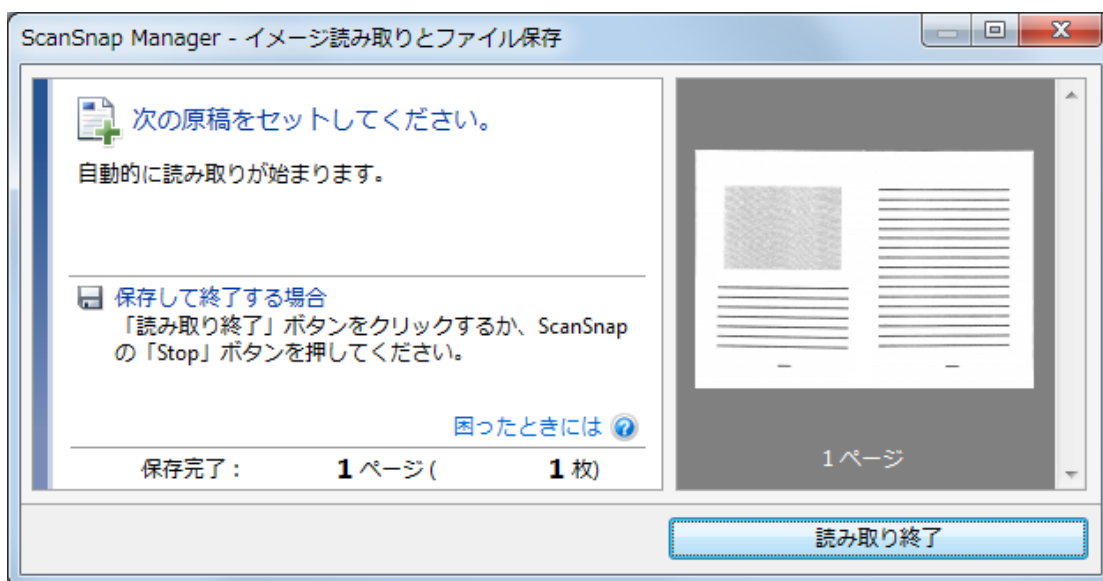 ScanSnap Manager - イメージ読み取りとファイル保存
次の原稿をセットしてください。
自動的に読み取りが始まります。
保存して終了する場合
「読み取り終了」ボタンをクリックするか、ScanSnap
の「Stop」ボタンを押してください。
困ったときには
保存完了： 1 ページ ( 1 枚)
1 ページ
読み取り終了